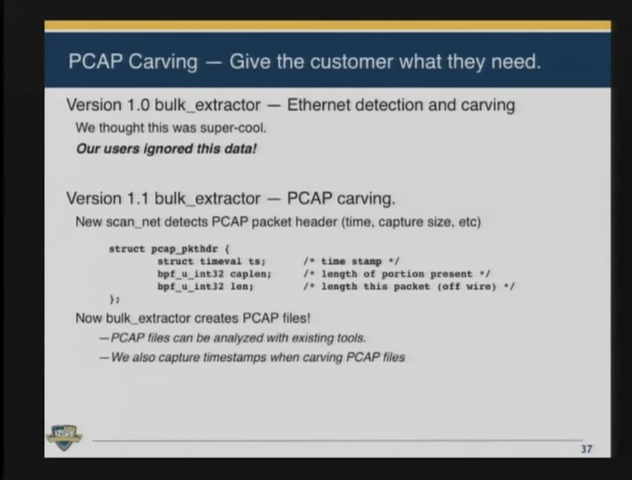 PCAP Carving — Give the customer what they need.
Version 1.0 bulk_extractor — Ethernet detection and carving
We thought this was super-cool.
Our users ignored this data!
Version 1.1 bulk_extractor — PCAP carving.
New scan_net detects PCAP packet header (time, capture size, etc)
struct pcap_pkthdr {
struct timeval ts; /* time stamp */
bpf_u_int32 caplen; /* length of portion present */
bpf_u_int32 len; /* length this packet (off wire) */
};
Now bulk_extractor creates PCAP files!
—PCAP files can be analyzed with existing tools.
—We also capture timestamps when carving PCAP files
37